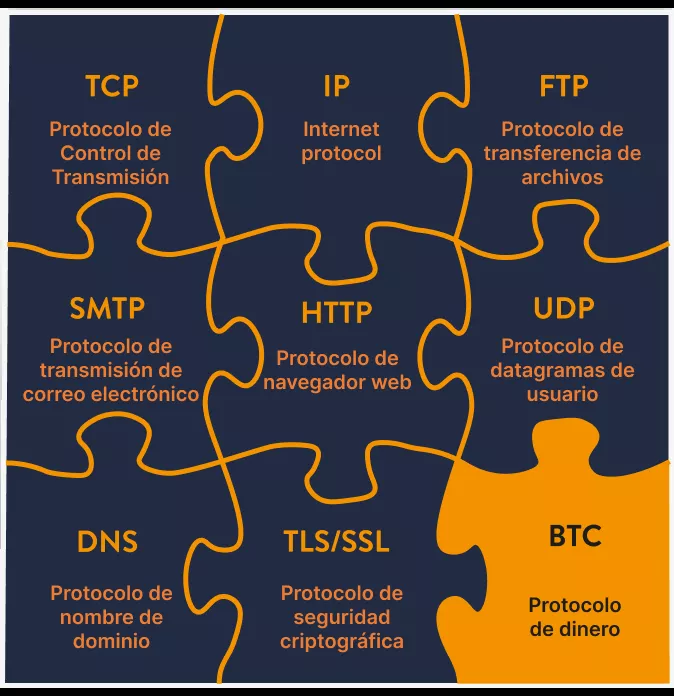 TCP
Protocolo de
Control de
Transmisión
IP
Internet
protocol
FTP
Protocolo de
transferencia de
archivos
SMTP
Protocolo de
transmisión de
correo electrónico
HTTP
Protocolo de
navegador web
UDP
Protocolo de
datagramas de
usuario
DNS
Protocolo de
nombre de
dominio
TLS/SSL
Protocolo de
seguridad
criptográfica
BTC
Protocolo
de dinero